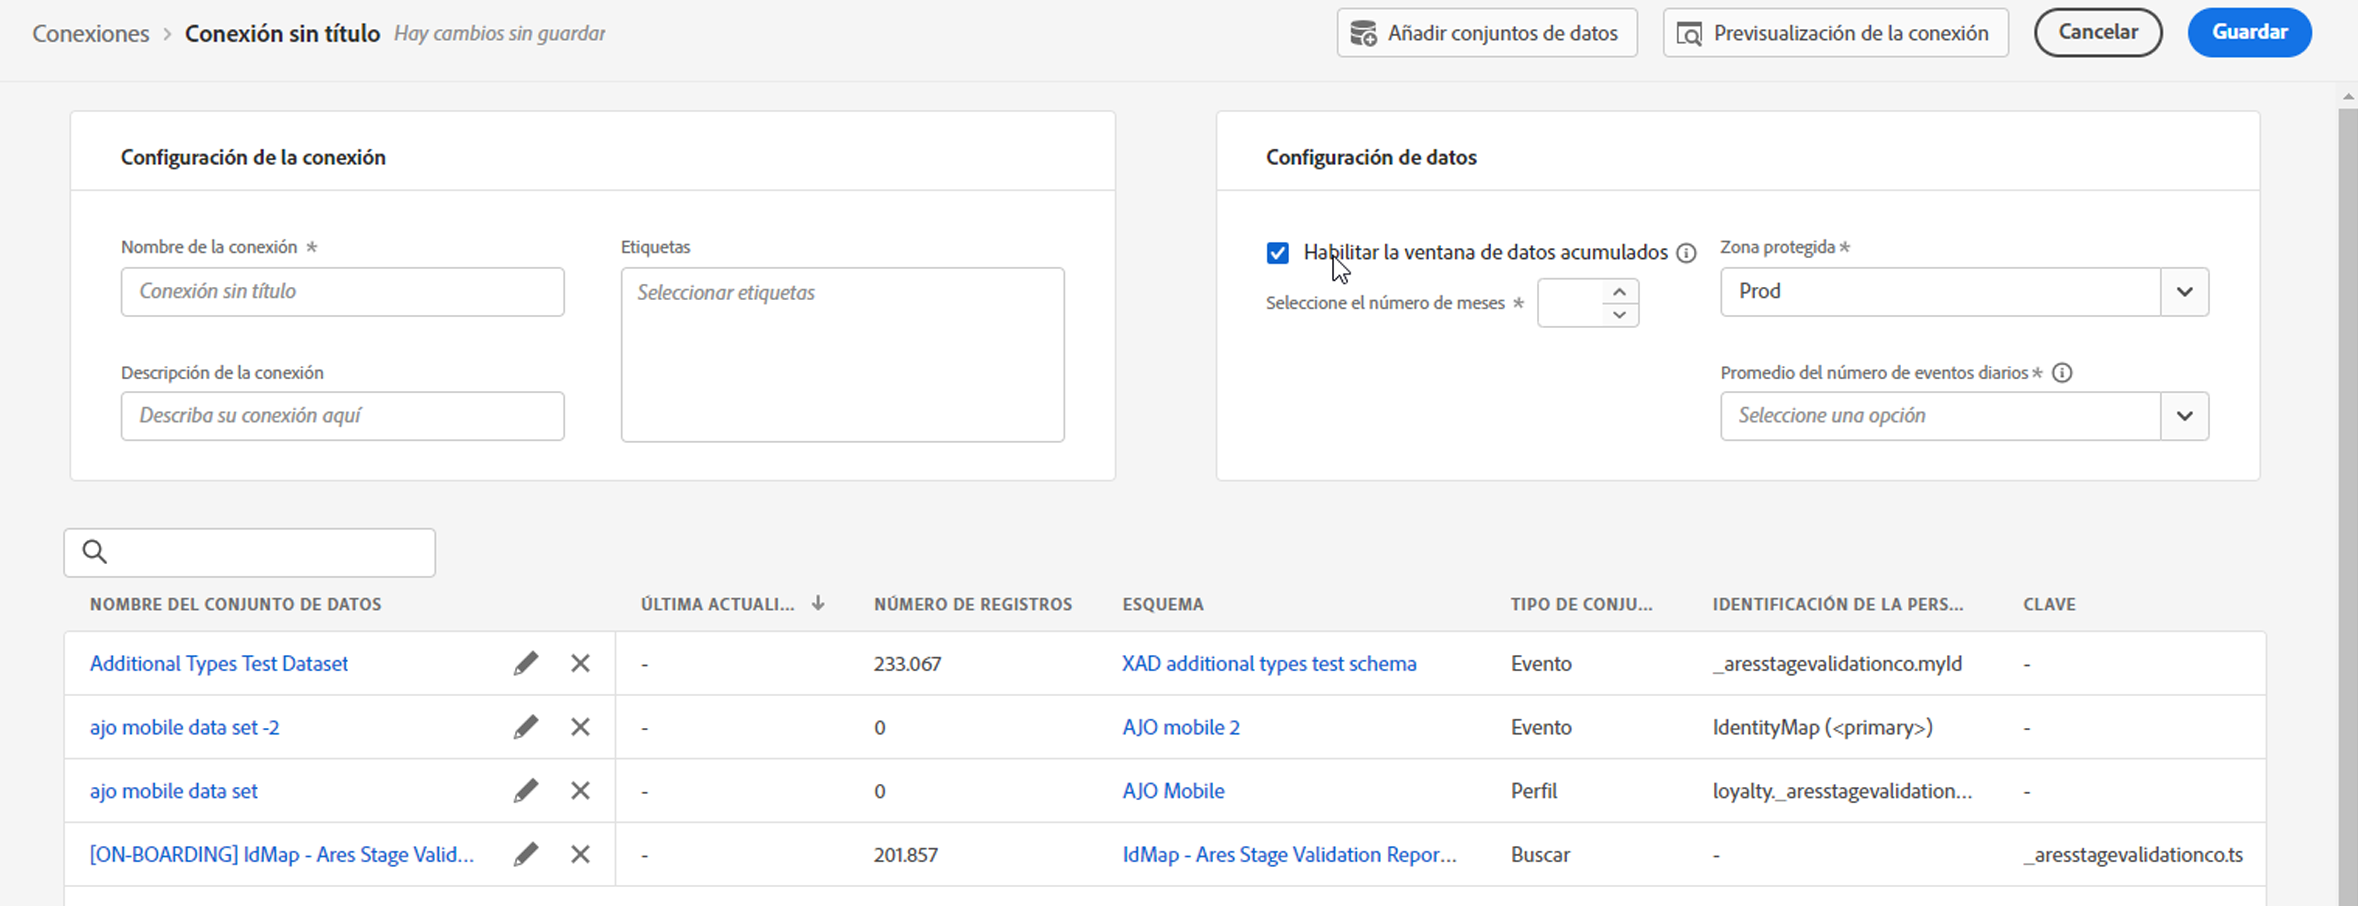 Conexiones > Conexión sin título Hay cambios sin guardar
Añadir conjuntos de datos
Previsualización de la conexión
Cancelar
Guardar
Configuración de la conexión
Nombre de la conexión *
Conexión sin título
Etiquetas
Seleccionar etiquetas
Descripción de la conexión
Describa su conexión aquí
Configuración de datos
Habilitar la ventana de datos acumulados
Seleccione el número de meses *
Zona protegida *
Prod
Promedio del número de eventos diarios *
Seleccione una opción
NOMBRE DEL CONJUNTO DE DATOS ÚLTIMA ACTUALI... NÚMERO DE REGISTROS ESQUEMA TIPO DE CONJU... IDENTIFICACIÓN DE LA PERS... CLAVE
Additional Types Test Dataset - 233.067 XAD additional types test schema Evento _aresstagevalidationco.myId -
ajo mobile data set -2 - 0 AJO mobile 2 Evento IdentityMap (<primary>) -
ajo mobile data set - 0 AJO Mobile Perfil loyalty._aresstagevalidation... -
[ON-BOARDING] IdMap - Ares Stage Valid... - 201.857 IdMap - Ares Stage Validation Repor... Buscar - _aresstagevalidationco.ts